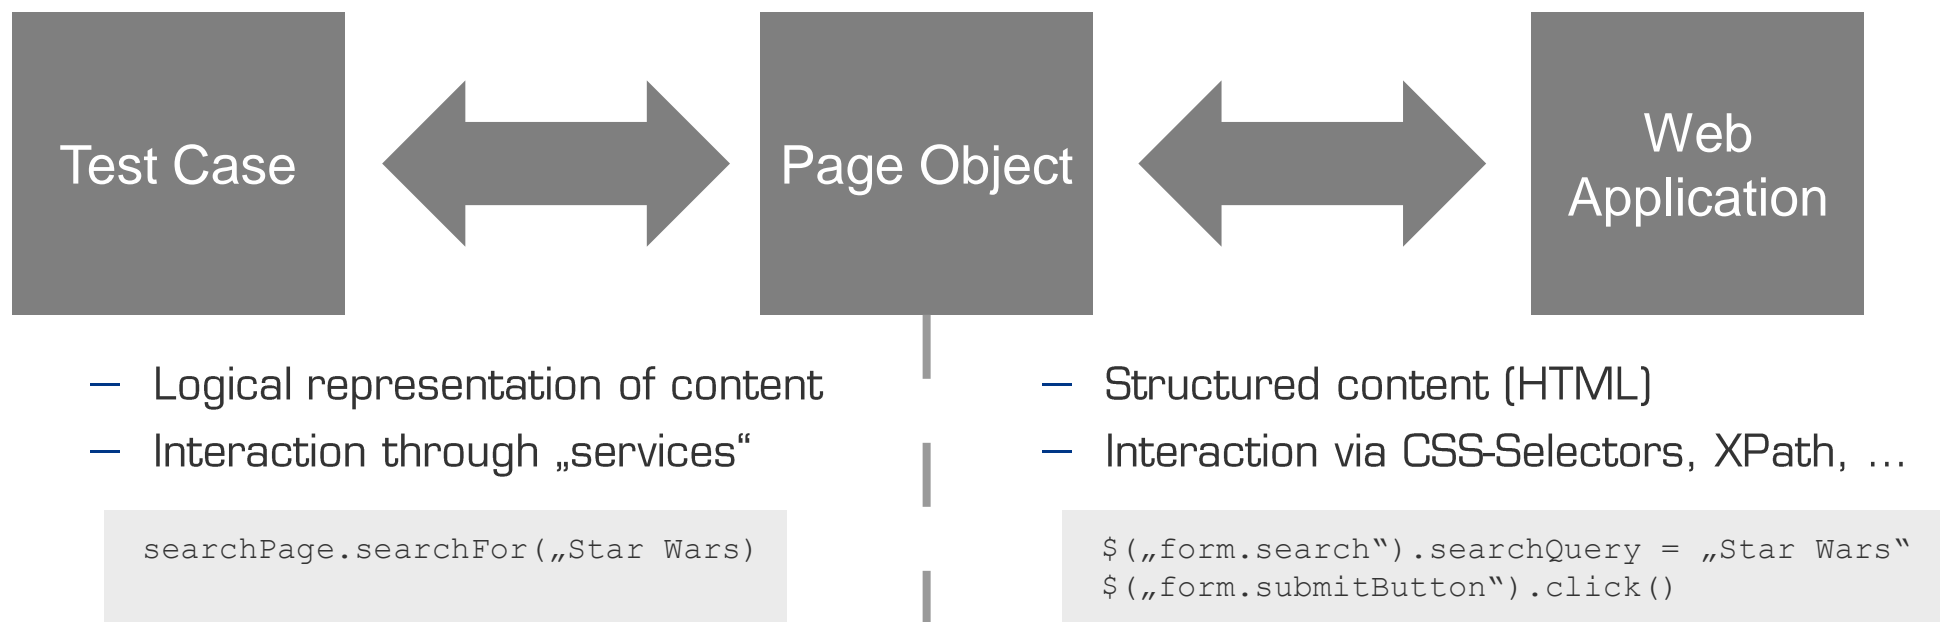 Test Case
Page Object
Web
Application
– Logical representation of content
– Interaction through „services“
searchPage.searchFor(„Star Wars)
– Structured content (HTML)
– Interaction via CSS-Selectors, XPath, ...
$(„form.search“).searchQuery = „Star Wars“
$(„form.submitButton“).click()